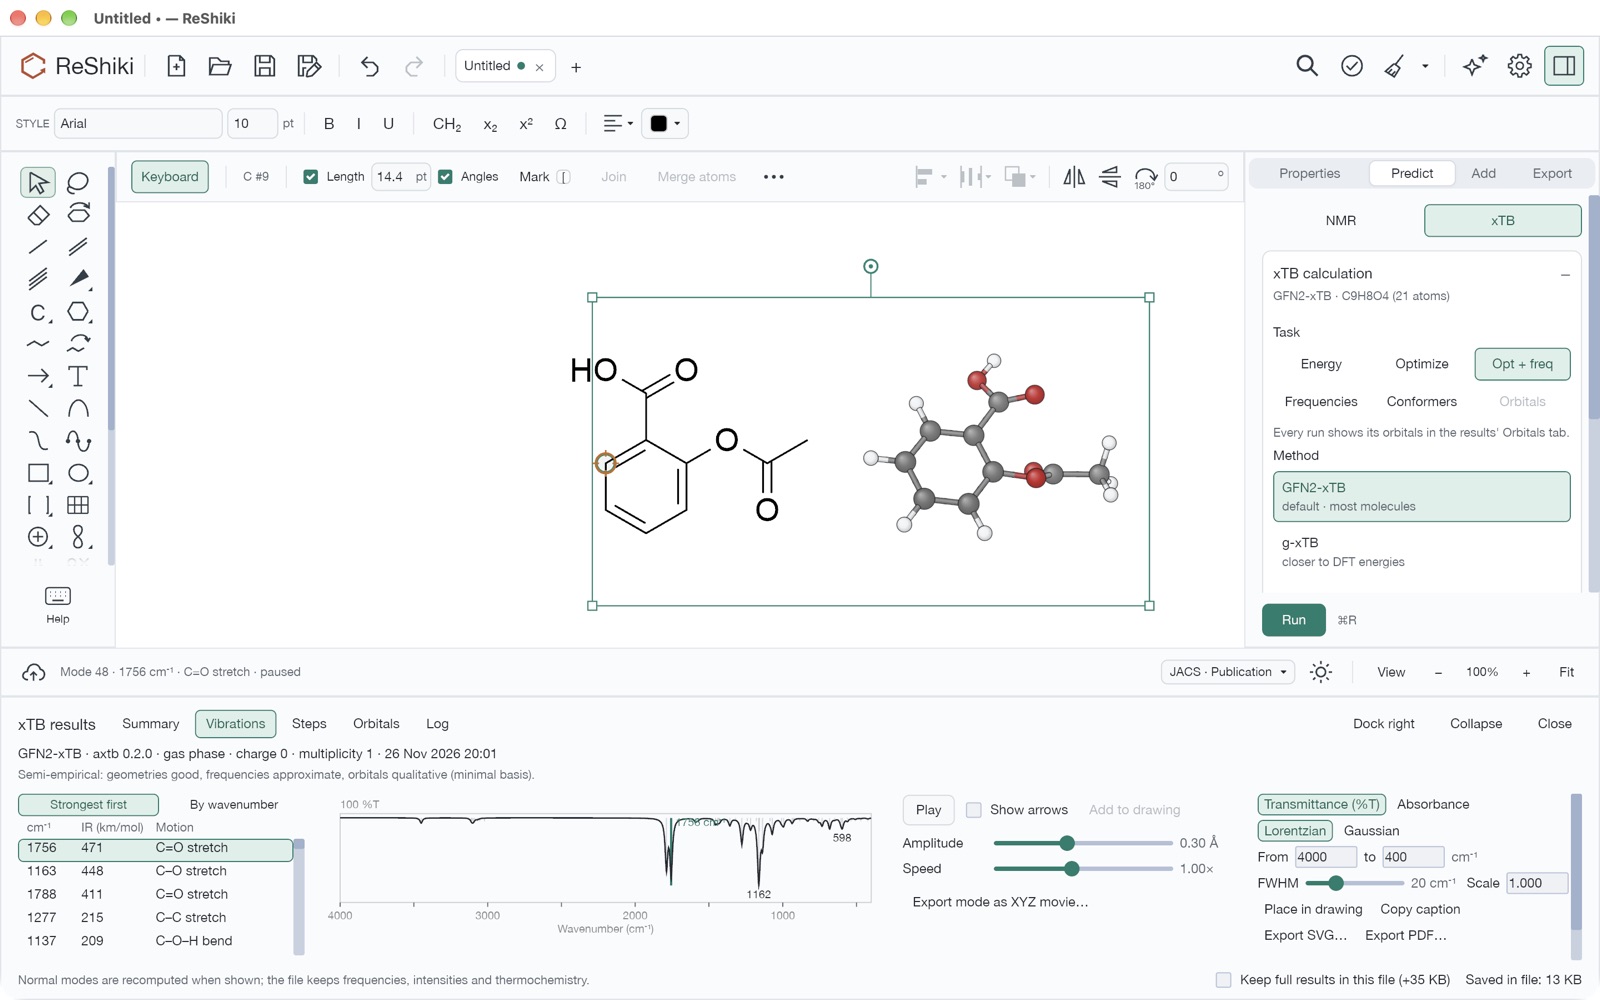 Untitled • — ReShiki
ReShiki
Untitled • × +
STYLE Arial 10 pt B I U CH₂ x₂ x² Ω
Keyboard C #9 Length 14.4 pt Angles Mark [ Join Merge atoms ••• 180° 0 °
Properties Predict Add Export
NMR xTB
xTB calculation –
GFN2-xTB · C9H8O4 (21 atoms)
Task
Energy Optimize Opt + freq
Frequencies Conformers Orbitals
Every run shows its orbitals in the results' Orbitals tab.
Method
GFN2-xTB
default · most molecules
g-xTB
closer to DFT energies
Run ⌘R
C
T
Help
HO O
O
O
Mode 48 · 1756 cm⁻¹ · C=O stretch · paused
JACS · Publication View – 100% + Fit
xTB results Summary Vibrations Steps Orbitals Log Dock right Collapse Close
GFN2-xTB · axtb 0.2.0 · gas phase · charge 0 · multiplicity 1 · 26 Nov 2026 20:01
Semi-empirical: geometries good, frequencies approximate, orbitals qualitative (minimal basis).
Strongest first By wavenumber
cm⁻¹ IR (km/mol) Motion
1756 471 C=O stretch
1163 448 C–O stretch
1788 411 C=O stretch
1277 215 C–C stretch
1137 209 C–O–H bend
100 %T
1756 cm⁻¹
598
1162
4000 3000 2000 1000
Wavenumber (cm⁻¹)
Play Show arrows Add to drawing
Amplitude 0.30 Å
Speed 1.00×
Export mode as XYZ movie...
Transmittance (%T) Absorbance
Lorentzian Gaussian
From 4000 to 400 cm⁻¹
FWHM 20 cm⁻¹ Scale 1.000
Place in drawing Copy caption
Export SVG... Export PDF...
Normal modes are recomputed when shown; the file keeps frequencies, intensities and thermochemistry.
Keep full results in this file (+35 KB) Saved in file: 13 KB